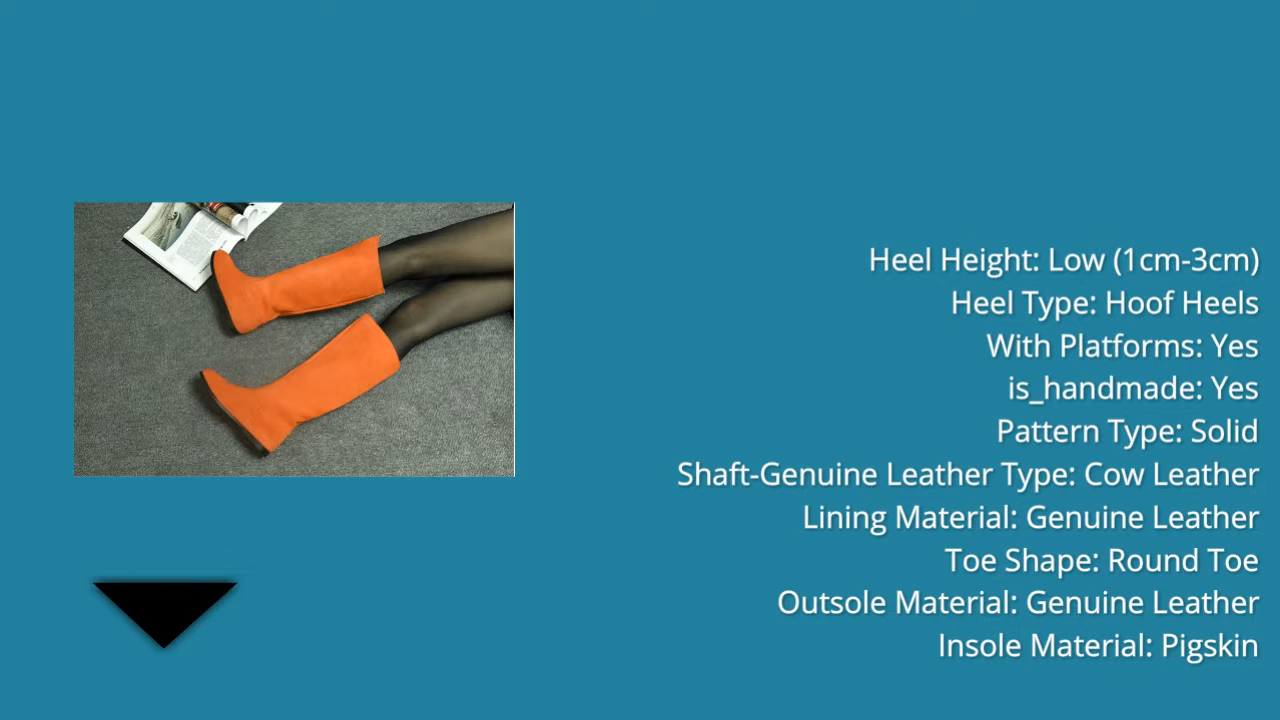 Heel Height: Low (1cm-3cm)
Heel Type: Hoof Heels
With Platforms: Yes
is_handmade: Yes
Pattern Type: Solid
Shaft-Genuine Leather Type: Cow Leather
Lining Material: Genuine Leather
Toe Shape: Round Toe
Outsole Material: Genuine Leather
Insole Material: Pigskin